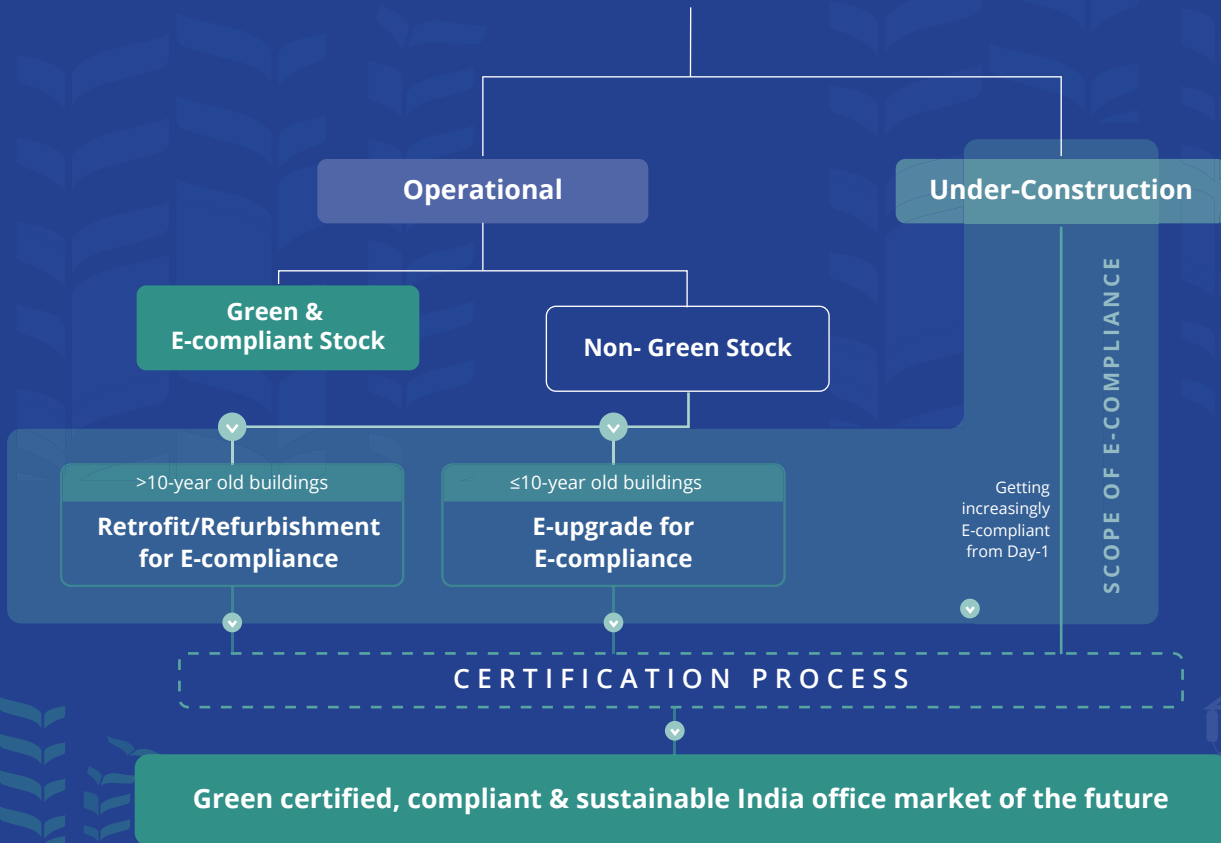 Operational
Under-Construction
Green &
E-compliant Stock
Non- Green Stock
>10-year old buildings
Retrofit/Refurbishment
for E-compliance
≤10-year old buildings
E-upgrade for
E-compliance
Getting
increasingly
E-compliant
from Day-1
SCOPE OF E-COMPLIANCE
CERTIFICATION PROCESS
Green certified, compliant & sustainable India office market of the future